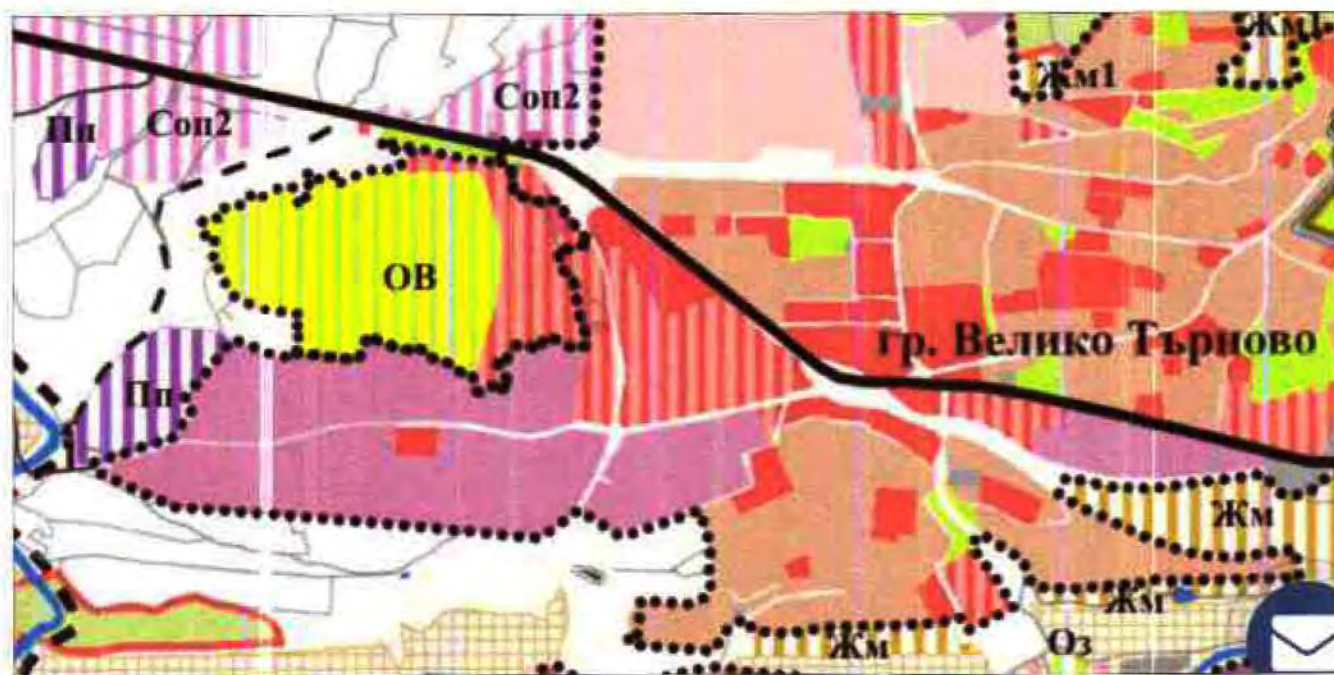 Жм1
Жм1
Соп2
Пп
Соп2
ОВ
гр. Велико Търново
Пп
Жм
Жм
Жм
Оз